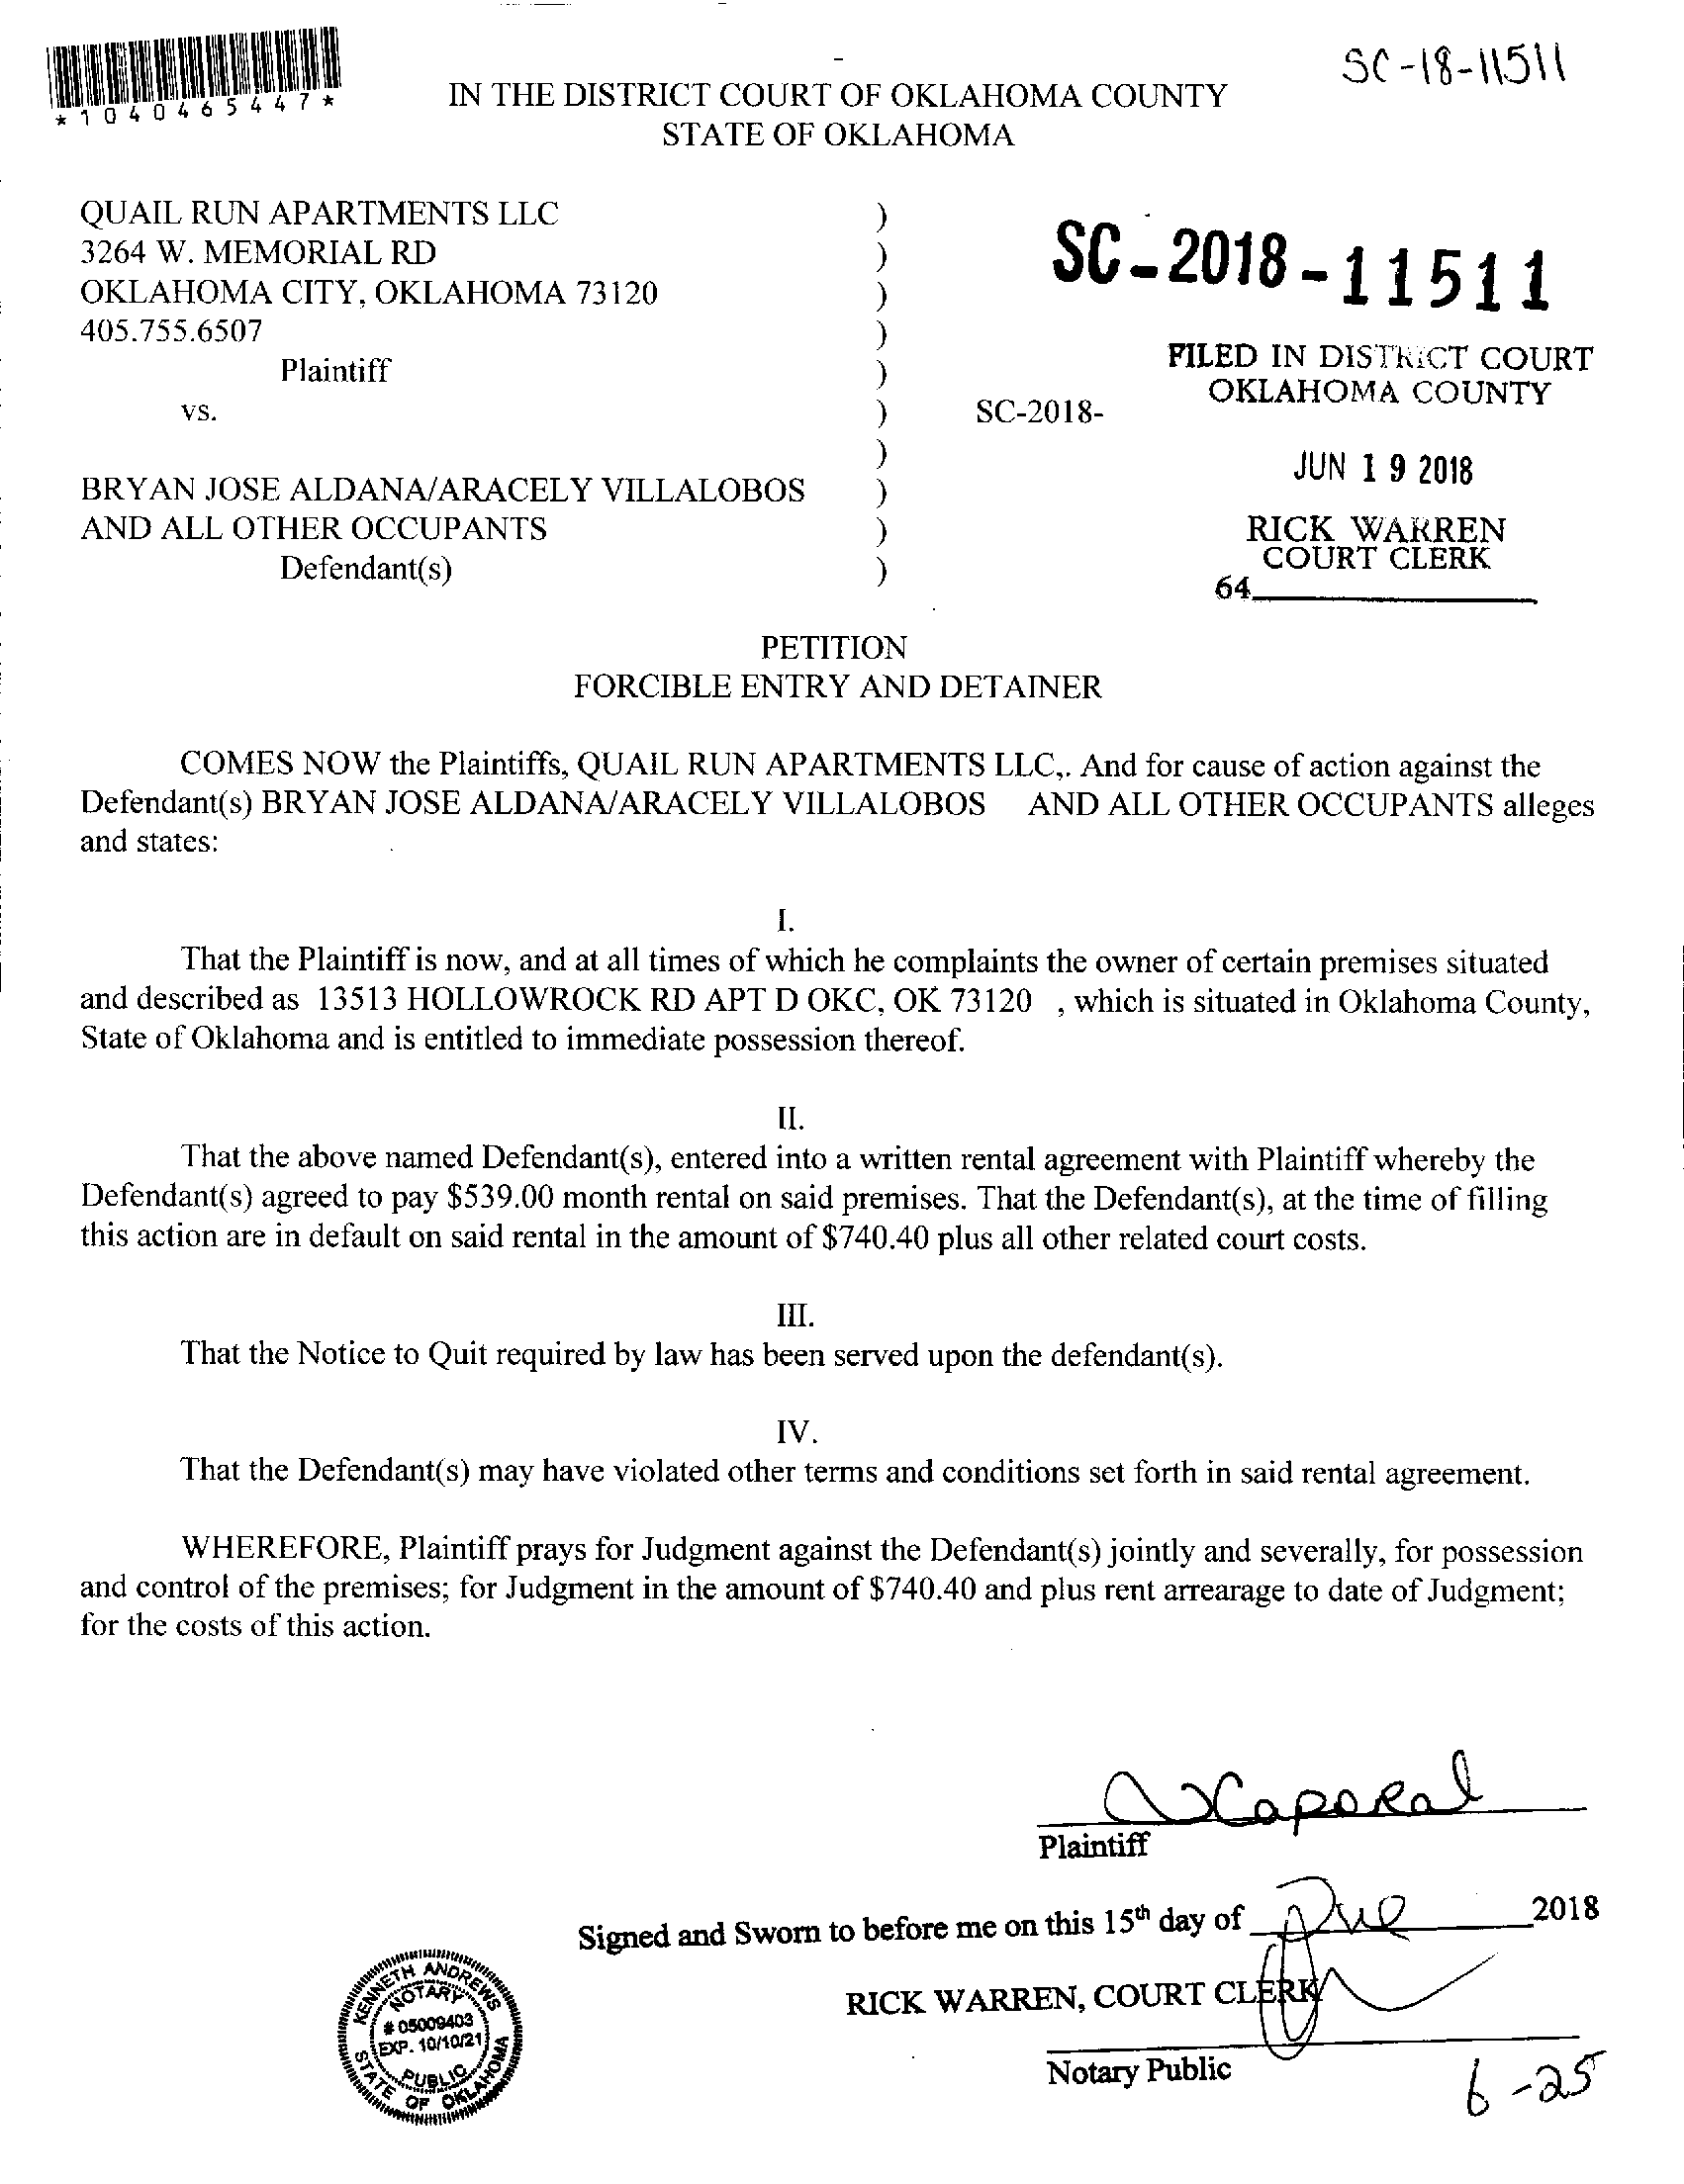 SC-18-11511
*1040465447*
IN THE DISTRICT COURT OF OKLAHOMA COUNTY
STATE OF OKLAHOMA
QUAIL RUN APARTMENTS LLC )
3264 W. MEMORIAL RD )
OKLAHOMA CITY, OKLAHOMA 73120 )
405.755.6507 )
Plaintiff )
vs. ) SC-2018-
)
BRYAN JOSE ALDANA/ARACELY VILLALOBOS )
AND ALL OTHER OCCUPANTS )
Defendant(s) )
SC-2018-11511
FILED IN DISTRICT COURT
OKLAHOMA COUNTY
JUN 19 2018
RICK WARREN
COURT CLERK
64
PETITION
FORCIBLE ENTRY AND DETAINER
COMES NOW the Plaintiffs, QUAIL RUN APARTMENTS LLC,. And for cause of action against the
Defendant(s) BRYAN JOSE ALDANA/ARACELY VILLALOBOS AND ALL OTHER OCCUPANTS alleges
and states:
I.
That the Plaintiff is now, and at all times of which he complaints the owner of certain premises situated
and described as 13513 HOLLOWROCK RD APT D OKC, OK 73120 , which is situated in Oklahoma County,
State of Oklahoma and is entitled to immediate possession thereof.
II.
That the above named Defendant(s), entered into a written rental agreement with Plaintiff whereby the
Defendant(s) agreed to pay $539.00 month rental on said premises. That the Defendant(s), at the time of filling
this action are in default on said rental in the amount of $740.40 plus all other related court costs.
III.
That the Notice to Quit required by law has been served upon the defendant(s).
IV.
That the Defendant(s) may have violated other terms and conditions set forth in said rental agreement.
WHEREFORE, Plaintiff prays for Judgment against the Defendant(s) jointly and severally, for possession
and control of the premises; for Judgment in the amount of $740.40 and plus rent arrearage to date of Judgment;
for the costs of this action.
Caporal
Plaintiff
Signed and Sworn to before me on this 15th day of June 2018
RICK WARREN, COURT CLERK
Notary Public
6-25
KENNETH ANDREWS
NOTARY
# 05009403
EXP. 10/10/21
PUBLIC
STATE OF OKLAHOMA